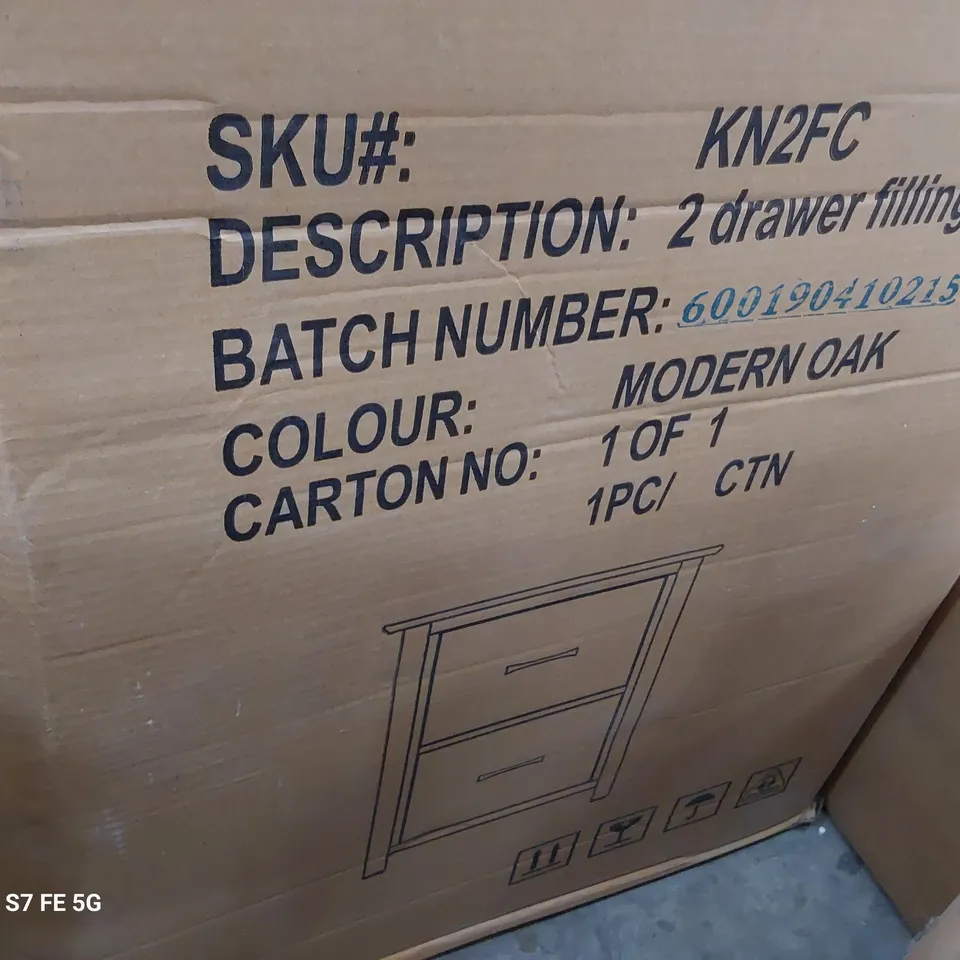 SKU#: KN2FC
DESCRIPTION: 2 drawer filling
BATCH NUMBER: 600190410215
COLOUR: MODERN OAK
CARTON NO: 1 OF 1
1PC/ CTN
S7 FE 5G